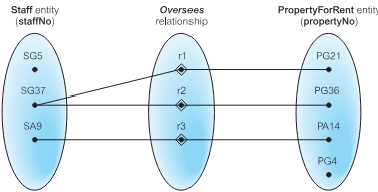 Staff entity
(staffNo)
Oversees
relationship
PropertyForRent entity
(propertyNo)
SG5
r1
PG21
SG37
r2
PG36
SA9
r3
PA14
PG4